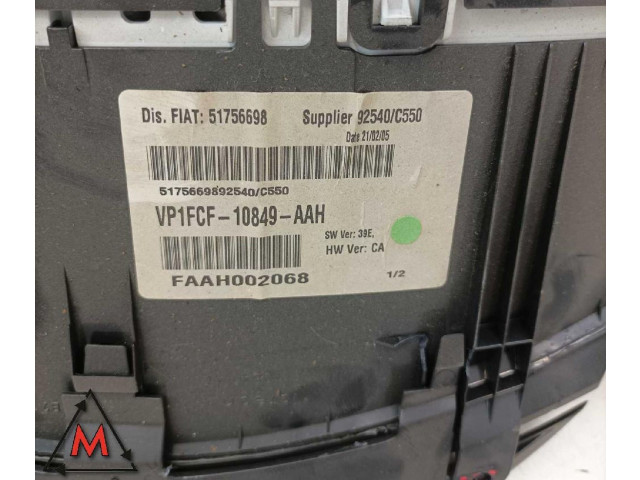 Dis. FIAT: 51756698 Supplier 92540/C550
Date 21/02/05
5175669892540/C550
VP1FCF-10849-AAH
SW Ver: 39E,
HW Ver: CA
FAAH002068
1/2
M